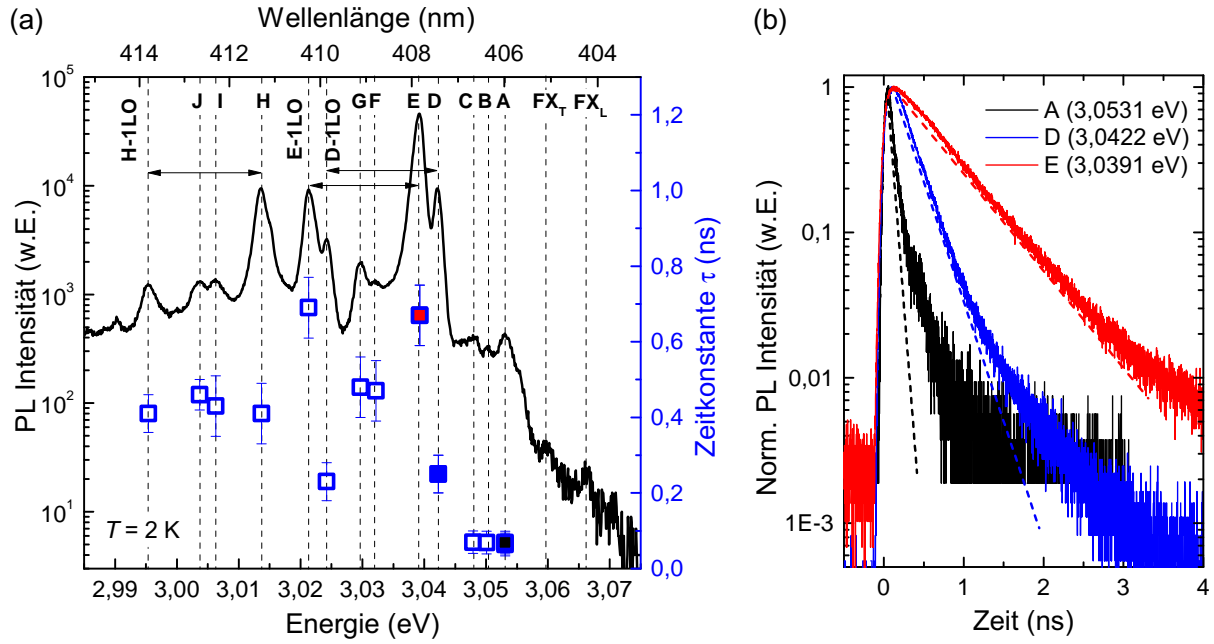 (a)
Wellenlänge (nm)
414 412 410 408 406 404
PL Intensität (w.E.)
10⁵
10⁴
10³
10²
10¹
H-1LO J I H E-1LO D-1LO G F E D C B A FX_T FX_L
T = 2 K
1,2
1,0
0,8
0,6
0,4
0,2
0,0
Zeitkonstante τ (ns)
2,99 3,00 3,01 3,02 3,03 3,04 3,05 3,06 3,07
Energie (eV)
(b)
Norm. PL Intensität (w.E.)
1
0,1
0,01
1E-3
A (3,0531 eV)
D (3,0422 eV)
E (3,0391 eV)
0 1 2 3 4
Zeit (ns)